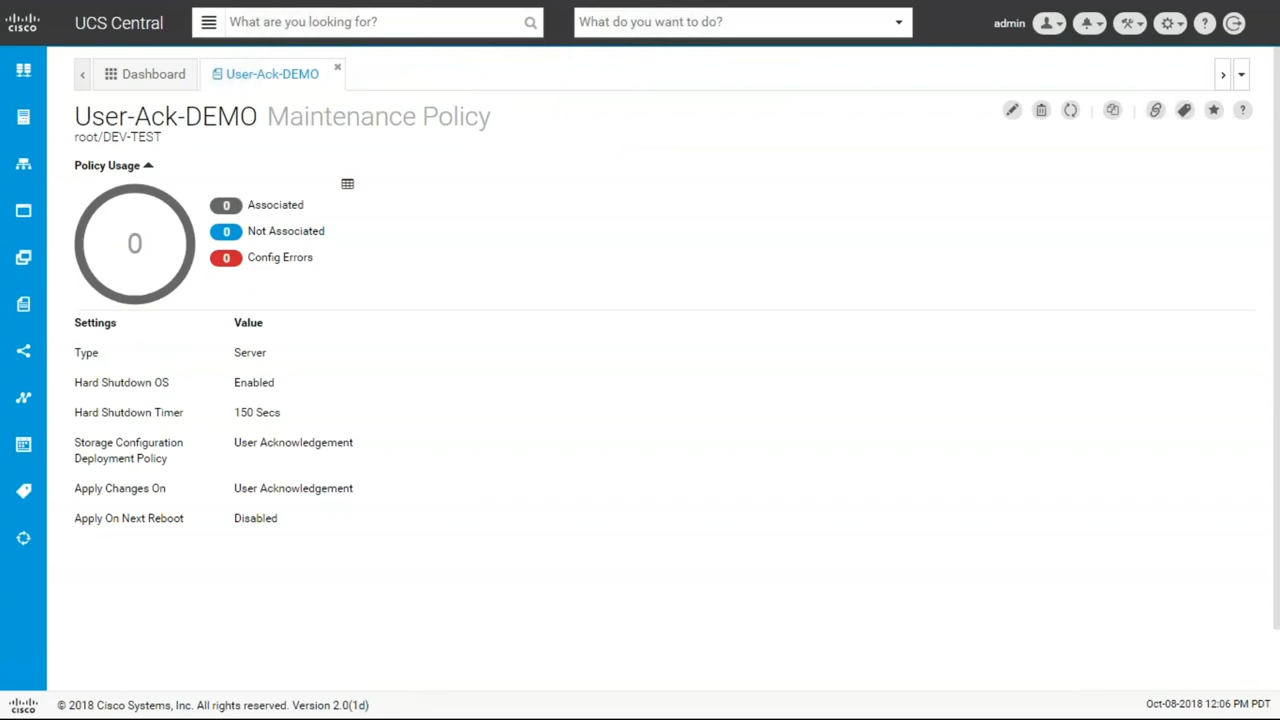 cisco UCS Central What are you looking for? What do you want to do? admin
Dashboard User-Ack-DEMO
User-Ack-DEMO Maintenance Policy
root/DEV-TEST
Policy Usage
0 Associated
0
0 Not Associated
0 Config Errors
Settings Value
Type Server
Hard Shutdown OS Enabled
Hard Shutdown Timer 150 Secs
Storage Configuration User Acknowledgement
Deployment Policy
Apply Changes On User Acknowledgement
Apply On Next Reboot Disabled
cisco © 2018 Cisco Systems, Inc. All rights reserved. Version 2.0(1d) Oct-08-2018 12:06 PM PDT